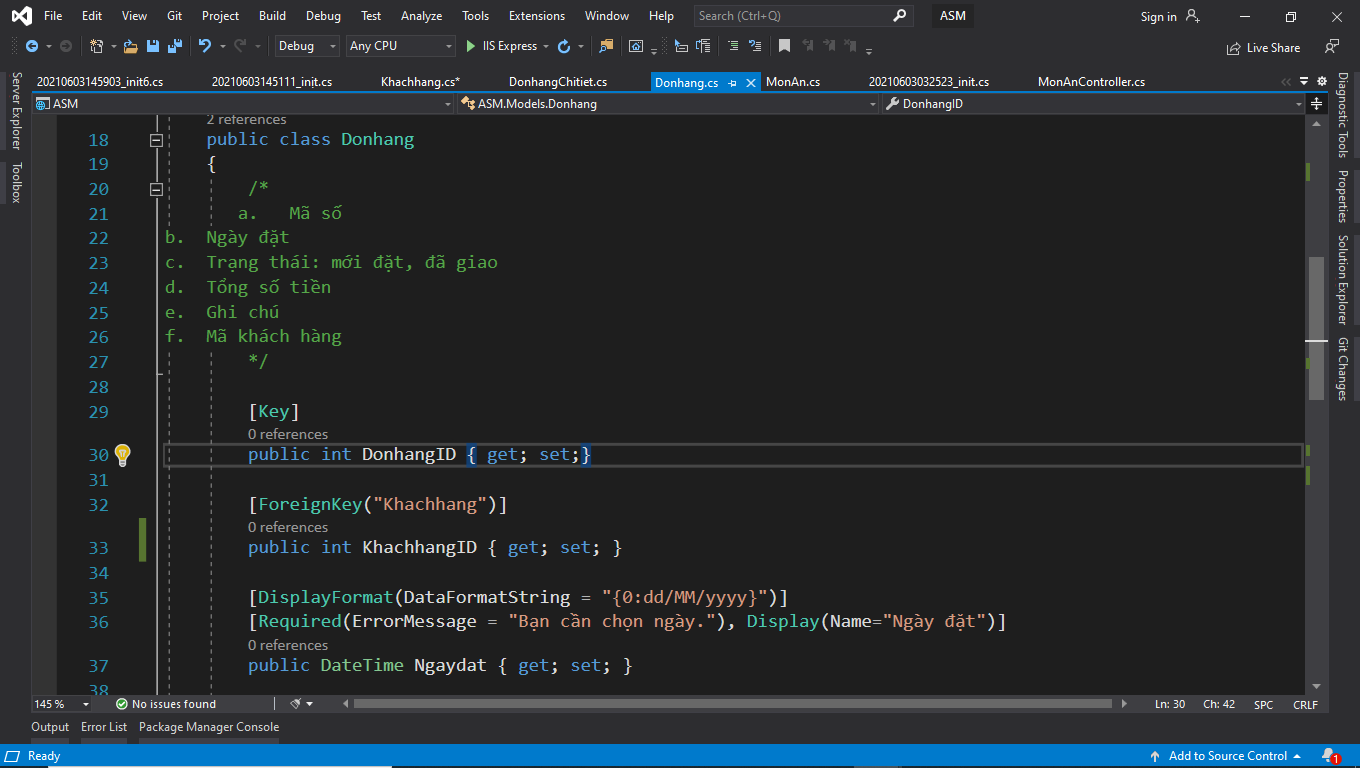 File Edit View Git Project Build Debug Test Analyze Tools Extensions Window Help Search (Ctrl+Q) ASM Sign in
Debug Any CPU IIS Express Live Share
20210603145903_init6.cs 20210603145111_init.cs Khachhang.cs* DonhangChitiet.cs Donhang.cs MonAn.cs 20210603032523_init.cs MonAnController.cs
ASM ASM.Models.Donhang DonhangID
Server Explorer
Toolbox
2 references
18 public class Donhang
19 {
20 /*
21 a. Mã số
22 b. Ngày đặt
23 c. Trạng thái: mới đặt, đã giao
24 d. Tổng số tiền
25 e. Ghi chú
26 f. Mã khách hàng
27 */
28
29 [Key]
0 references
30 public int DonhangID { get; set;}
31
32 [ForeignKey("Khachhang")]
0 references
33 public int KhachhangID { get; set; }
34
35 [DisplayFormat(DataFormatString = "{0:dd/MM/yyyy}")]
36 [Required(ErrorMessage = "Bạn cần chọn ngày."), Display(Name="Ngày đặt")]
0 references
37 public DateTime Ngaydat { get; set; }
38
Diagnostic Tools
Properties
Solution Explorer
Git Changes
145 % No issues found Ln: 30 Ch: 42 SPC CRLF
Output Error List Package Manager Console
Ready Add to Source Control 1